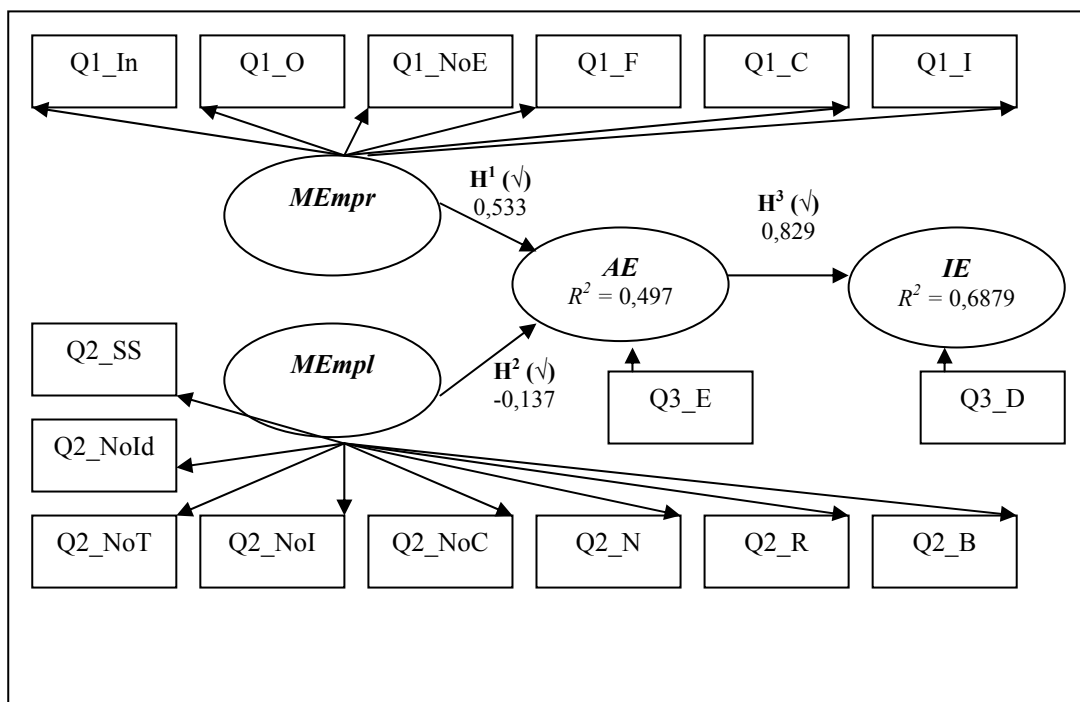 Q1_In
Q1_O
Q1_NoE
Q1_F
Q1_C
Q1_I
MEmpr
H¹ (√)
0,533
H³ (√)
0,829
AE
R² = 0,497
IE
R² = 0,6879
Q2_SS
MEmpl
H² (√)
-0,137
Q3_E
Q3_D
Q2_NoId
Q2_NoT
Q2_NoI
Q2_NoC
Q2_N
Q2_R
Q2_B